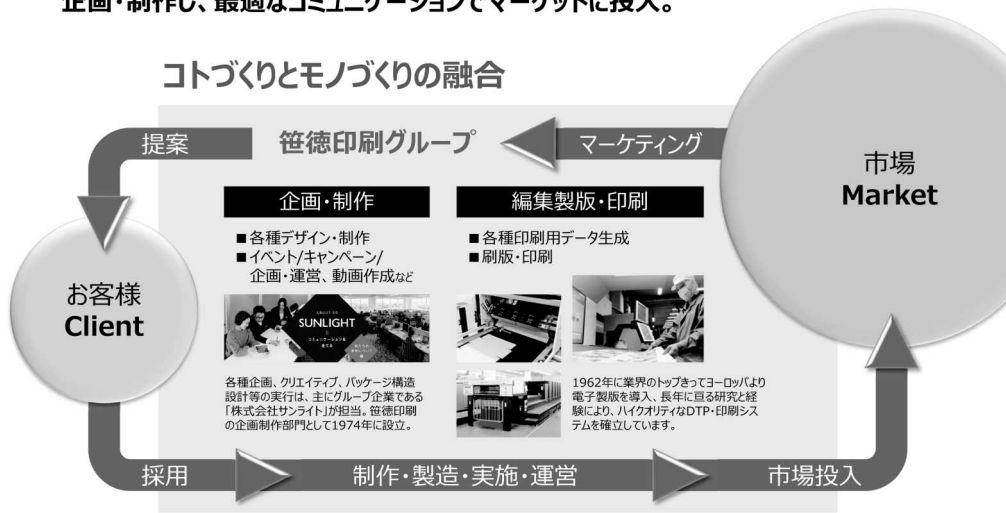 企画・制作し、最適なコミュニケーションでマーケットに投入。
コトづくりとモノづくりの融合
提案
笹徳印刷グループ
マーケティング
市場
Market
企画・制作
■各種デザイン・制作
■イベント/キャンペーン/
企画・運営、動画作成など
編集製版・印刷
■各種印刷用データ生成
■刷版・印刷
お客様
Client
ABOUT US
SUNLIGHT
コミュニケーションを
各種企画、クリエイティブ、パッケージ構造
設計等の実行は、主にグループ企業である
「株式会社サンライト」が担当。笹徳印刷
の企画制作部門として1974年に設立。
1962年に業界のトップきってヨーロッパより
電子製版を導入、長年に亘る研究と経
験により、ハイクオリティなDTP・印刷シス
テムを確立しています。
採用
制作・製造・実施・運営
市場投入